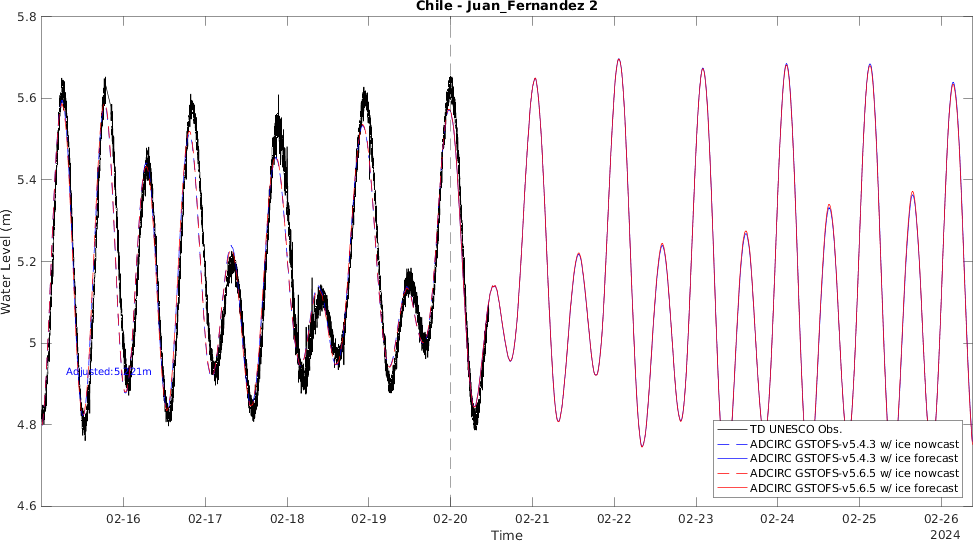 Chile - Juan_Fernandez 2
Water Level (m)
5.8
5.6
5.4
5.2
5
4.8
4.6
02-16
02-17
02-18
02-19
02-20
02-21
02-22
02-23
02-24
02-25
02-26
2024
Time
TD UNESCO Obs.
ADCIRC GSTOFS-v5.4.3 w/ ice nowcast
ADCIRC GSTOFS-v5.4.3 w/ ice forecast
ADCIRC GSTOFS-v5.6.5 w/ ice nowcast
ADCIRC GSTOFS-v5.6.5 w/ ice forecast